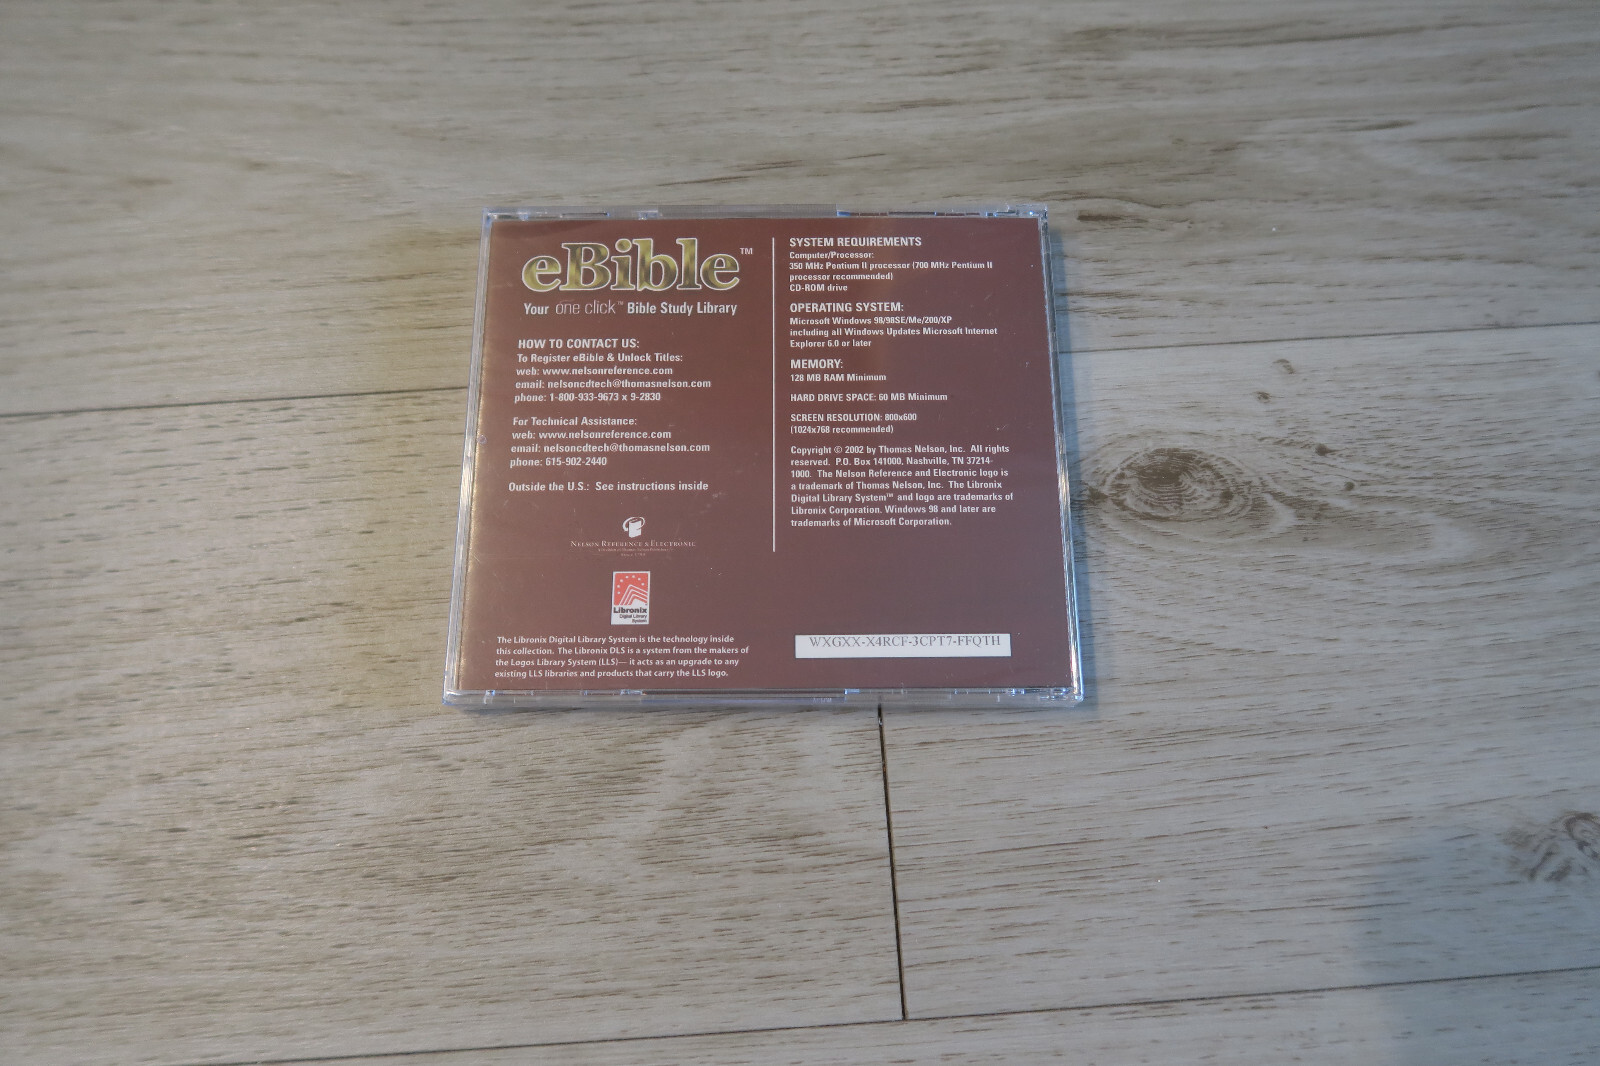 eBible™
Your one click™ Bible Study Library
HOW TO CONTACT US:
To Register eBible & Unlock Titles:
web: www.nelsonreference.com
email: nelsoncdtech@thomasnelson.com
phone: 1-800-933-9673 x 9-2830
For Technical Assistance:
web: www.nelsonreference.com
email: nelsoncdtech@thomasnelson.com
phone: 615-902-2440
Outside the U.S.: See instructions inside
NELSON REFERENCE & ELECTRONIC
Libronix
Digital Library
System
The Libronix Digital Library System is the technology inside
this collection. The Libronix DLS is a system from the makers of
the Logos Library System (LLS)— it acts as an upgrade to any
existing LLS libraries and products that carry the LLS logo.
SYSTEM REQUIREMENTS
Computer/Processor:
350 MHz Pentium II processor (700 MHz Pentium II
processor recommended)
CD-ROM drive
OPERATING SYSTEM:
Microsoft Windows 98/98SE/Me/200/XP
including all Windows Updates Microsoft Internet
Explorer 6.0 or later
MEMORY:
128 MB RAM Minimum
HARD DRIVE SPACE: 60 MB Minimum
SCREEN RESOLUTION: 800x600
(1024x768 recommended)
Copyright © 2002 by Thomas Nelson, Inc. All rights
reserved. P.O. Box 141000, Nashville, TN 37214-
1000. The Nelson Reference and Electronic logo is
a trademark of Thomas Nelson, Inc. The Libronix
Digital Library System™ and logo are trademarks of
Libronix Corporation. Windows 98 and later are
trademarks of Microsoft Corporation.
WXGXX-X4RCF-3CPT7-FFQTH